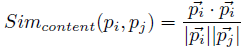 $Sim_{content}(p_i, p_j) = \frac{\vec{p_i} \cdot \vec{p_i}}{|\vec{p_i}||\vec{p_j}|}$